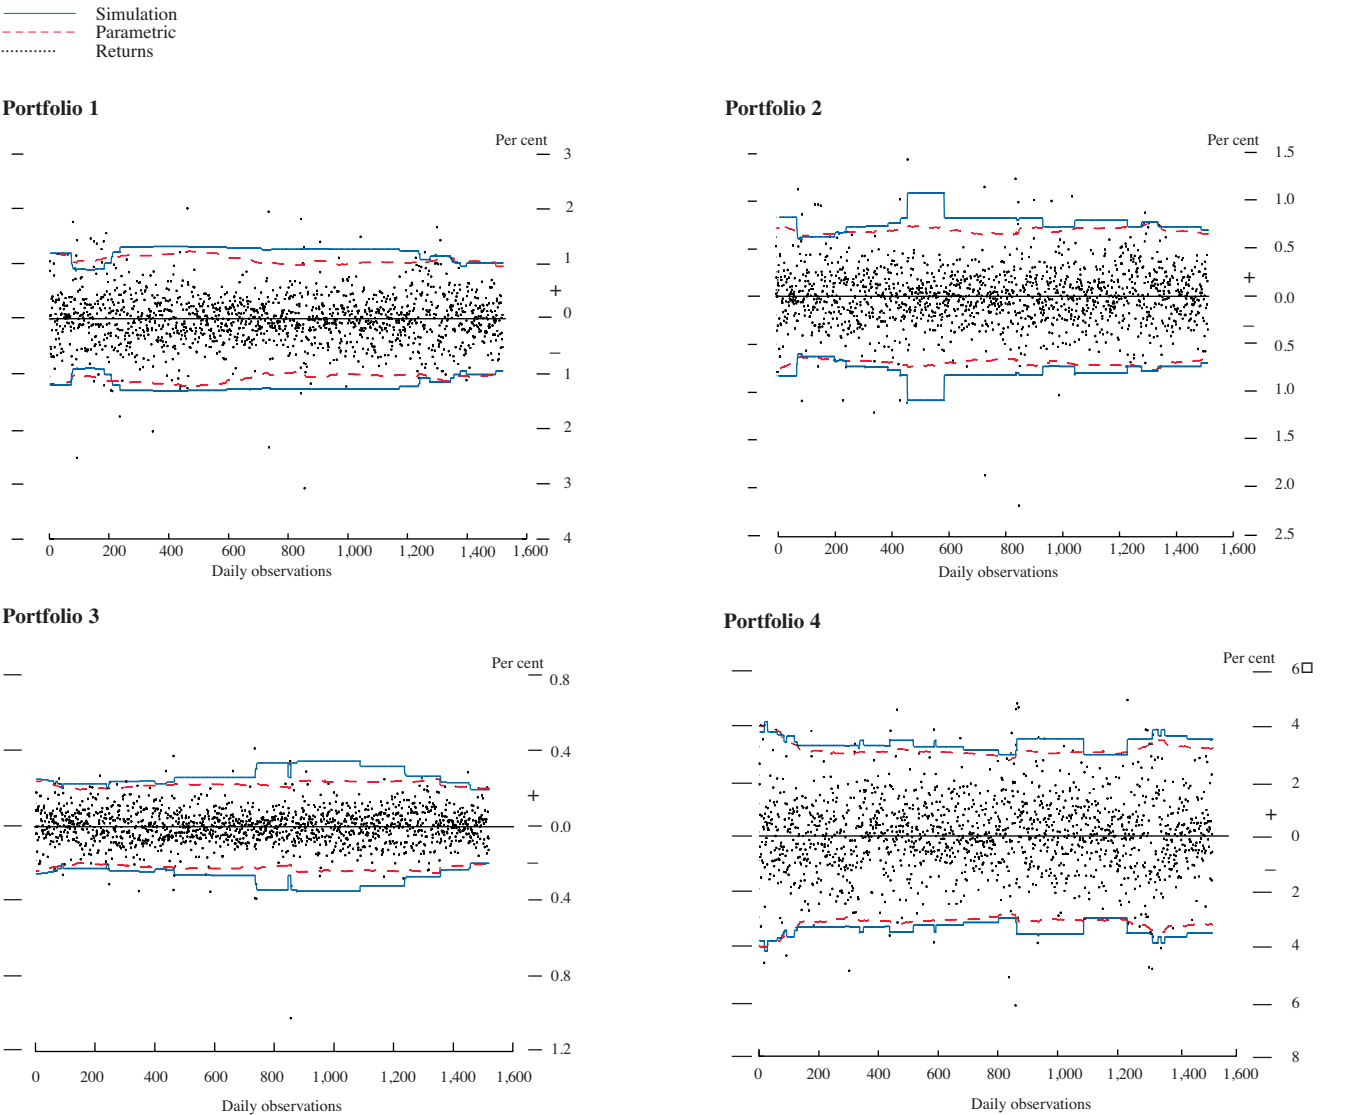 Simulation
Parametric
Returns
Portfolio 1
Per cent
3
2
1
+
0
–
1
2
3
4
0 200 400 600 800 1,000 1,200 1,400 1,600
Daily observations
Portfolio 2
Per cent
1.5
1.0
0.5
+
0.0
–
0.5
1.0
1.5
2.0
2.5
0 200 400 600 800 1,000 1,200 1,400 1,600
Daily observations
Portfolio 3
Per cent
0.8
0.4
+
0.0
–
0.4
0.8
1.2
0 200 400 600 800 1,000 1,200 1,400 1,600
Daily observations
Portfolio 4
Per cent
6□
4
2
+
0
–
2
4
6
8
0 200 400 600 800 1,000 1,200 1,400 1,600
Daily observations